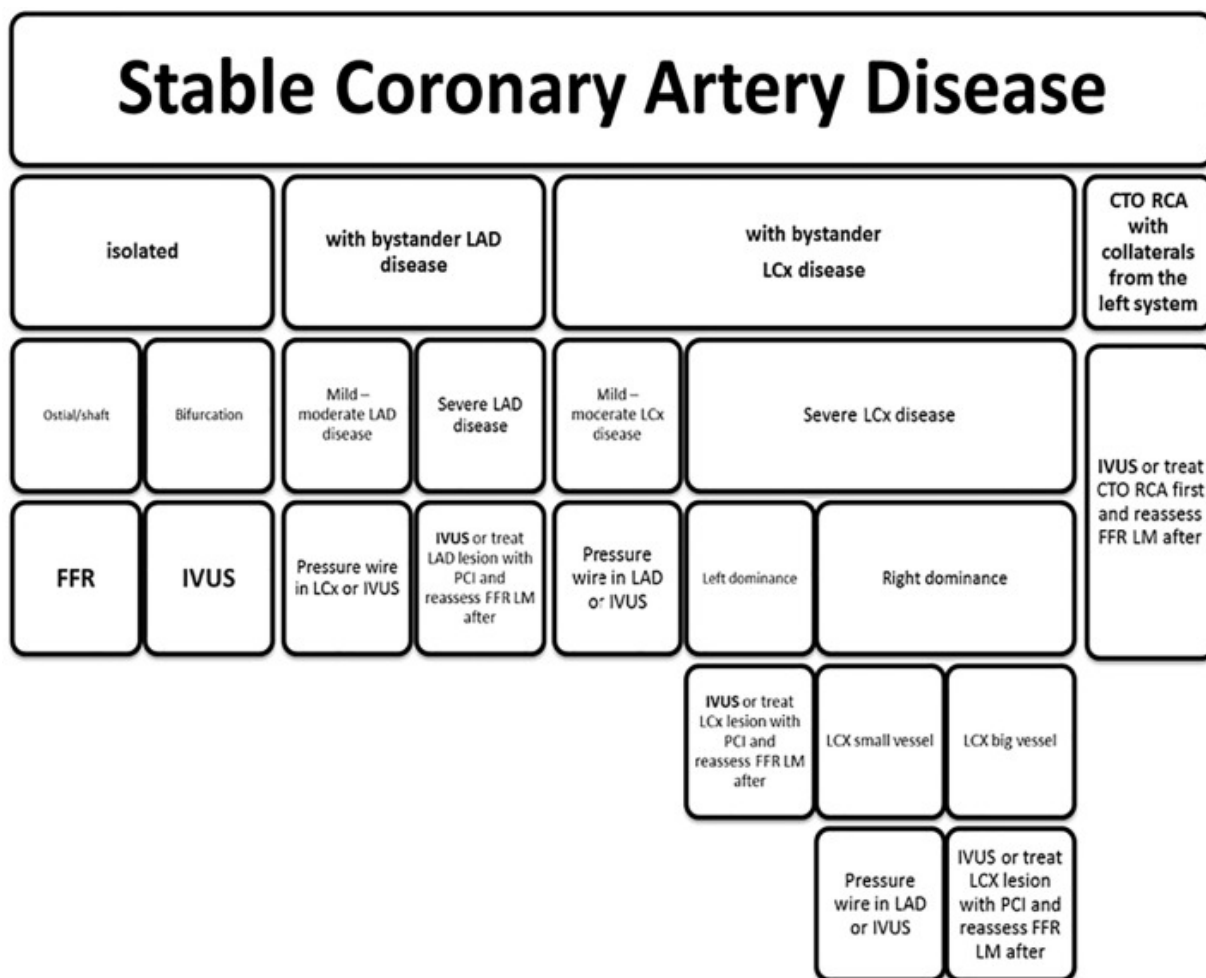 Stable Coronary Artery Disease
isolated
with bystander LAD
disease
with bystander
LCx disease
CTO RCA
with
collaterals
from the
left system
Ostial/shaft
Bifurcation
Mild –
moderate LAD
disease
Severe LAD
disease
Mild –
mocerate LCx
disease
Severe LCx disease
IVUS or treat
CTO RCA first
and reassess
FFR LM after
FFR
IVUS
Pressure wire
in LCx or IVUS
IVUS or treat
LAD lesion with
PCI and
reassess FFR LM
after
Pressure
wire in LAD
or IVUS
Left dominance
Right dominance
IVUS or treat
LCx lesion with
PCI and
reassess FFR LM
after
LCX small vessel
LCX big vessel
Pressure
wire in LAD
or IVUS
IVUS or treat
LCX lesion
with PCI and
reassess FFR
LM after